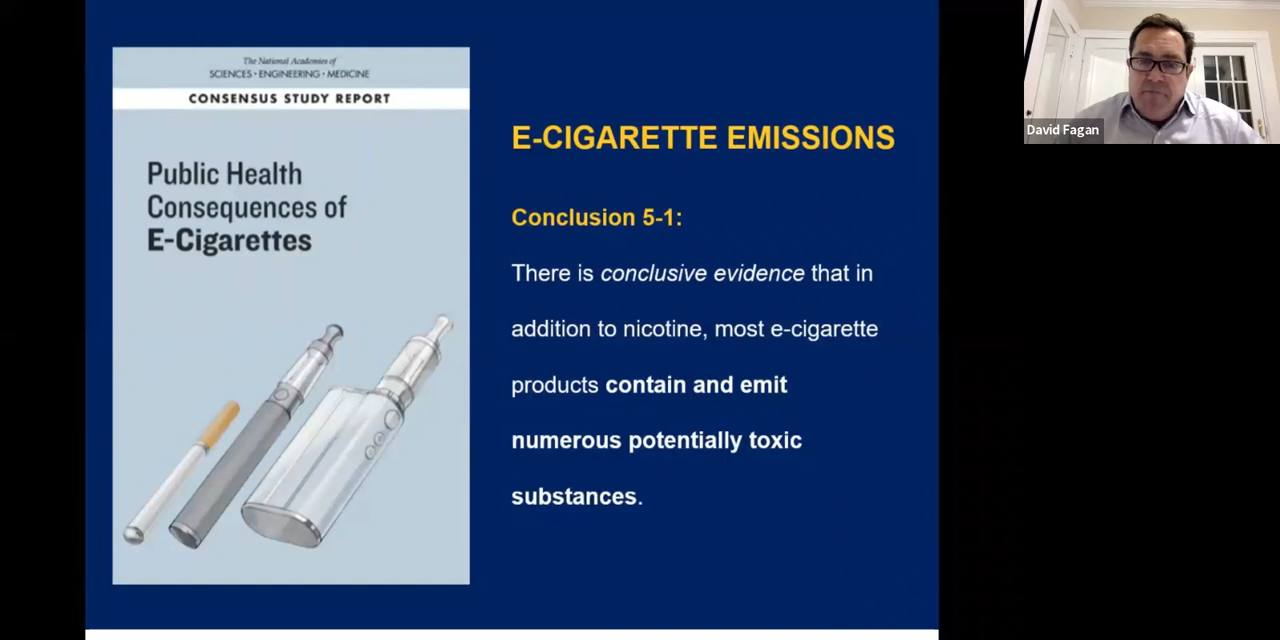 The National Academies of
SCIENCES • ENGINEERING • MEDICINE
CONSENSUS STUDY REPORT
Public Health
Consequences of
E-Cigarettes
E-CIGARETTE EMISSIONS
Conclusion 5-1:
There is conclusive evidence that in
addition to nicotine, most e-cigarette
products contain and emit
numerous potentially toxic
substances.
David Fagan